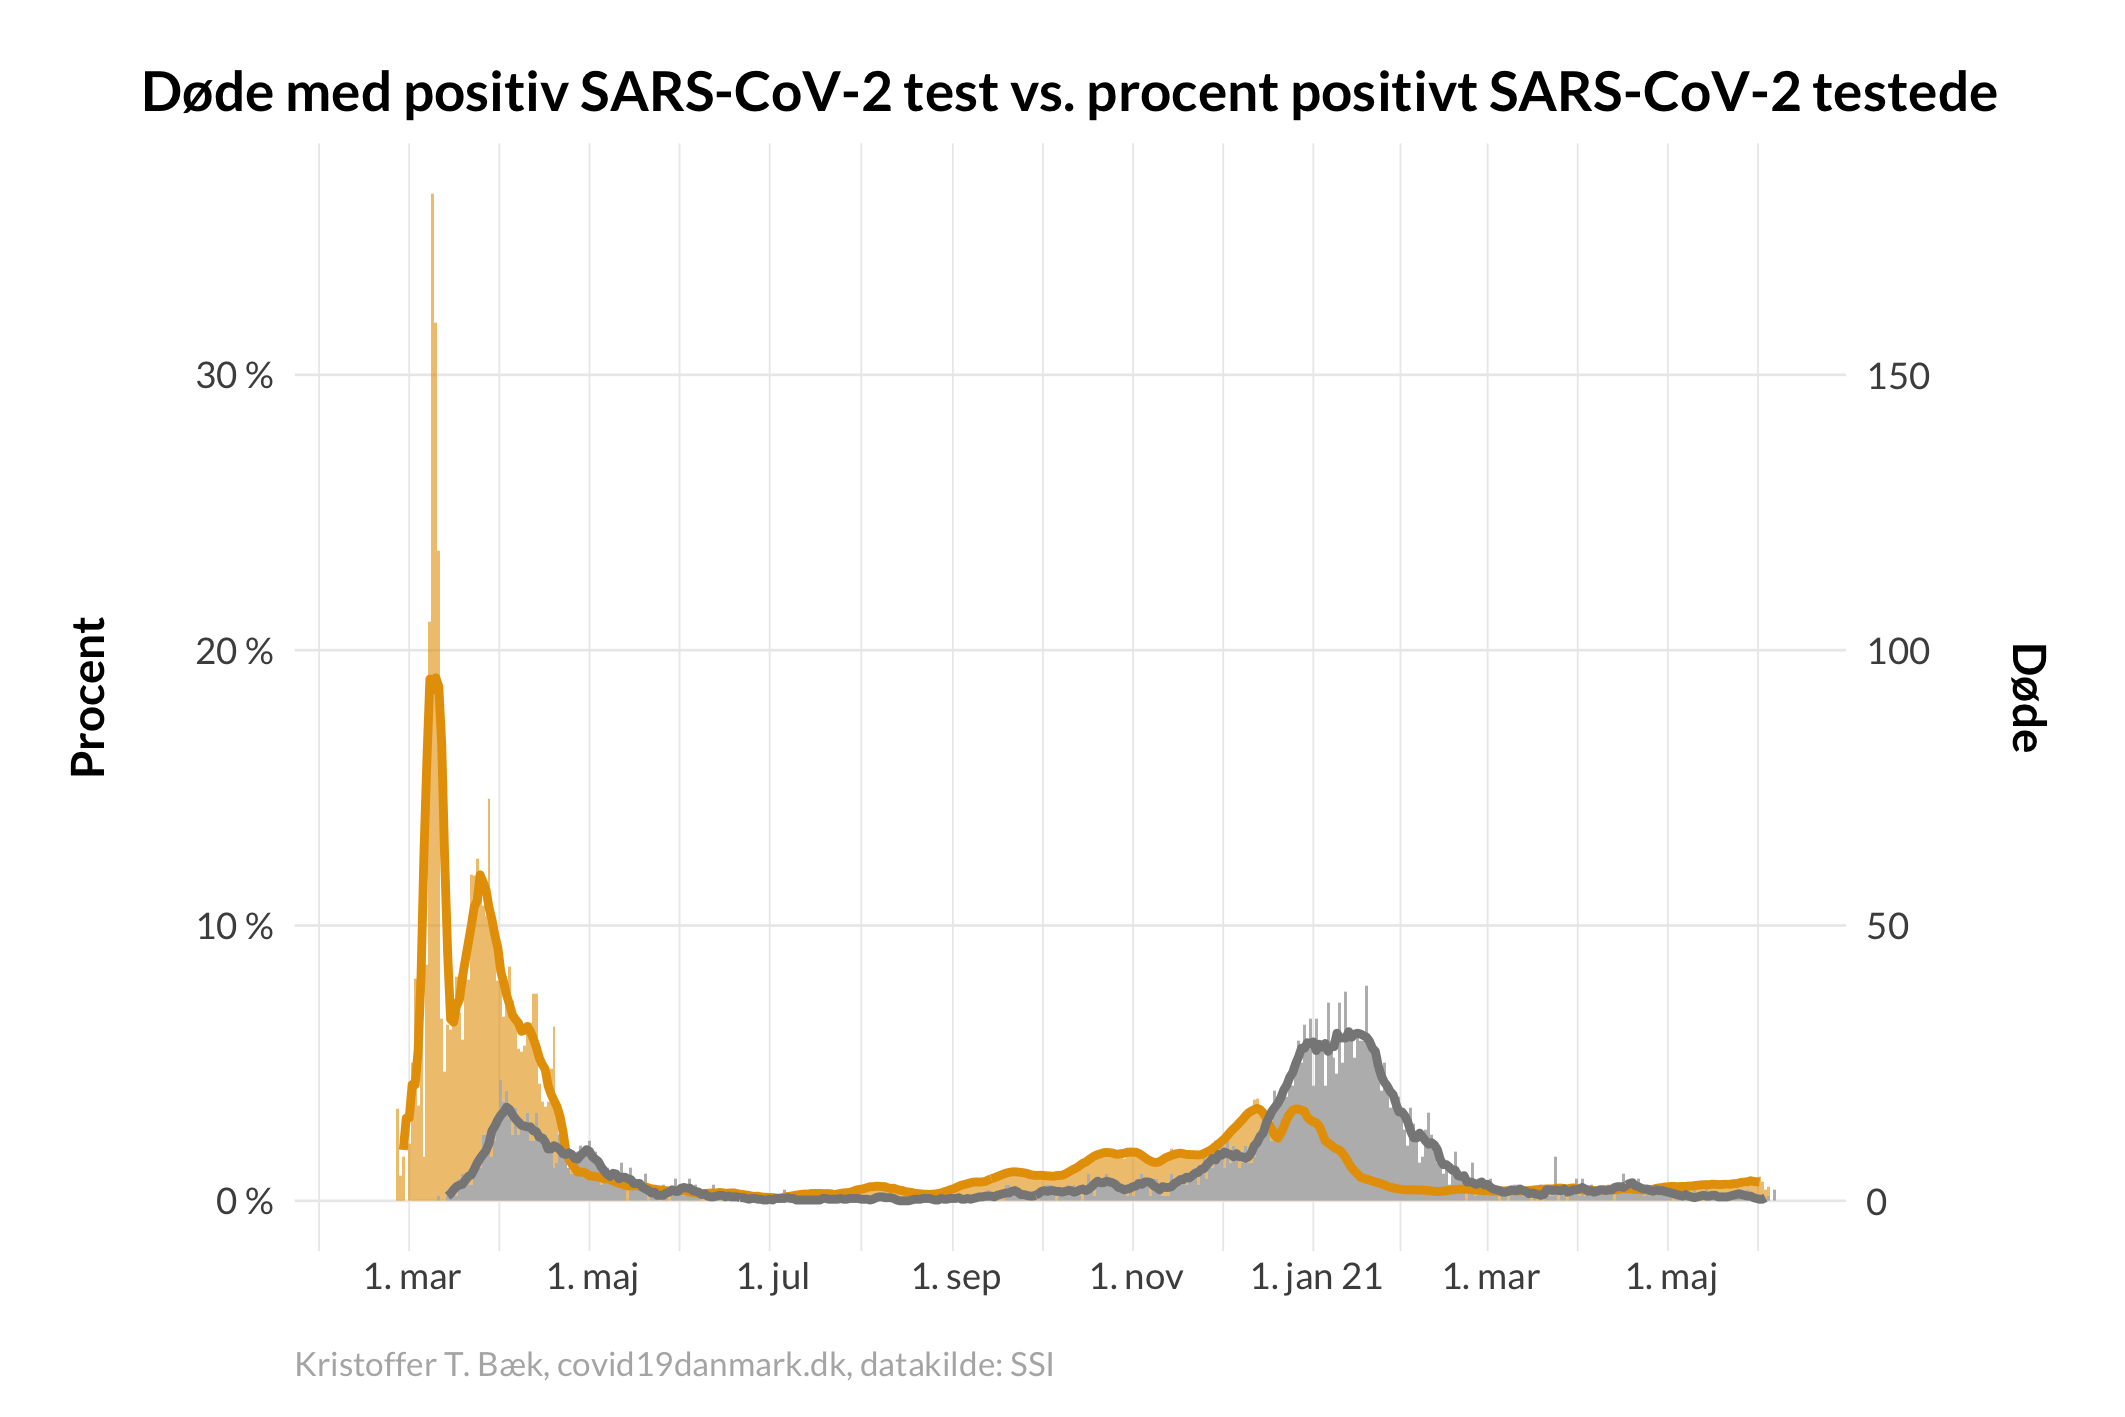 Døde med positiv SARS-CoV-2 test vs. procent positivt SARS-CoV-2 testede
Procent
30 %
20 %
10 %
0 %
150
100
50
0
Døde
1. mar
1. maj
1. jul
1. sep
1. nov
1. jan 21
1. mar
1. maj
Kristoffer T. Bæk, covid19danmark.dk, datakilde: SSI